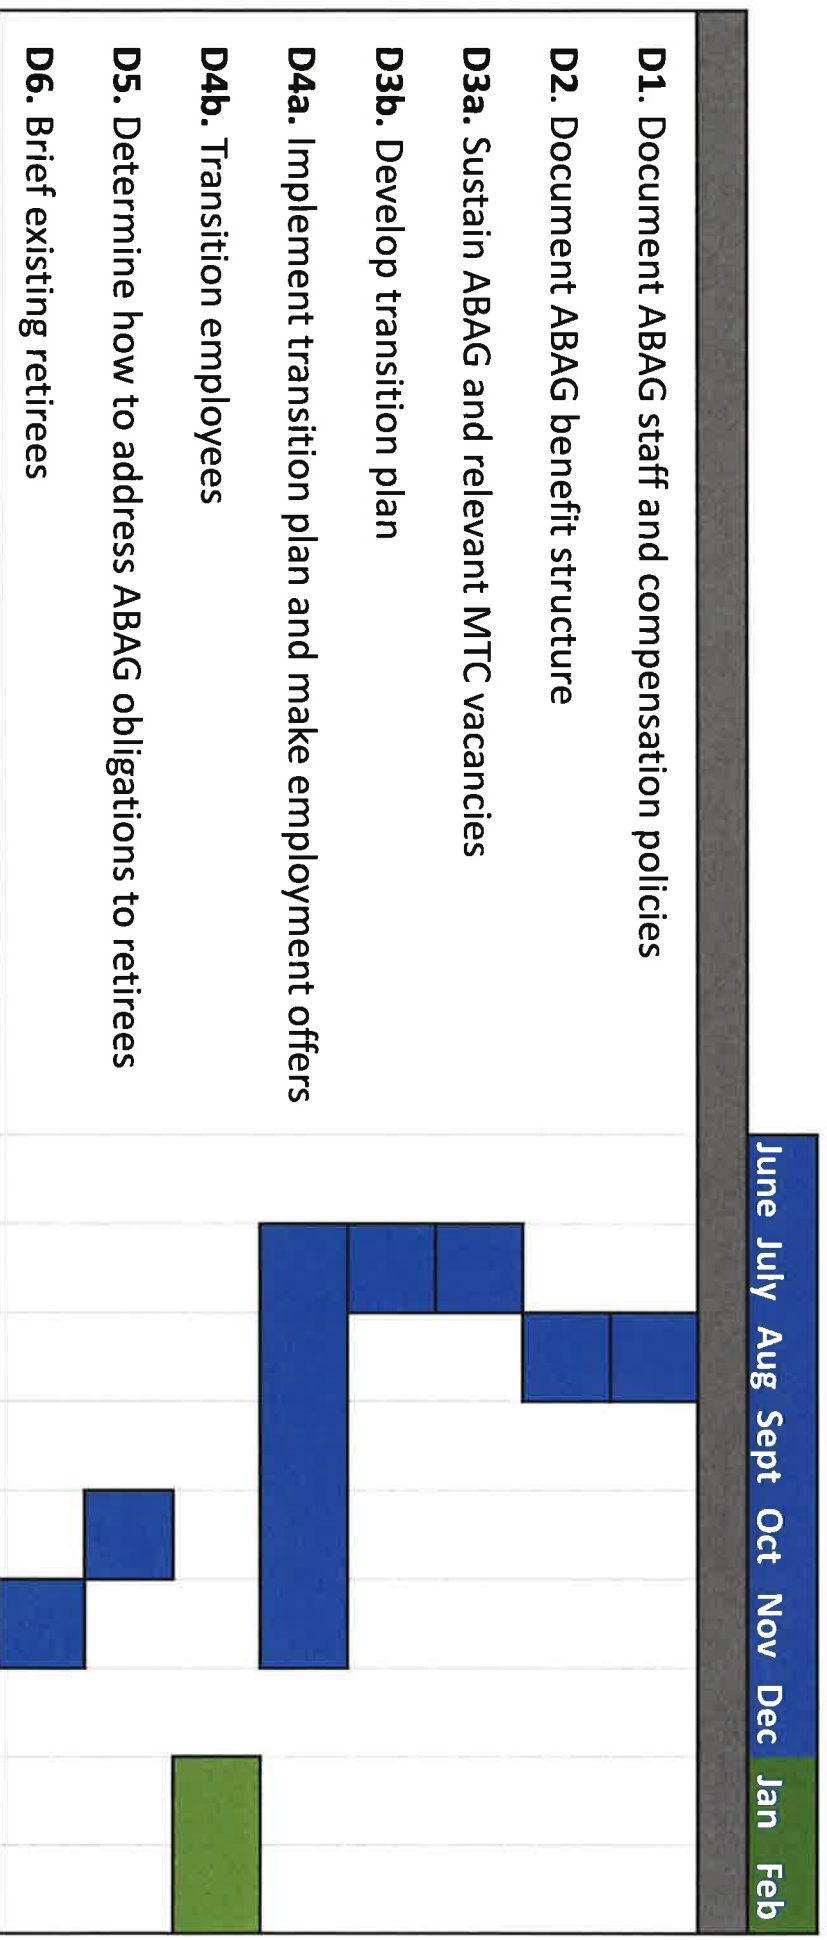 June July Aug Sept Oct Nov Dec Jan Feb
D1. Document ABAG staff and compensation policies
D2. Document ABAG benefit structure
D3a. Sustain ABAG and relevant MTC vacancies
D3b. Develop transition plan
D4a. Implement transition plan and make employment offers
D4b. Transition employees
D5. Determine how to address ABAG obligations to retirees
D6. Brief existing retirees